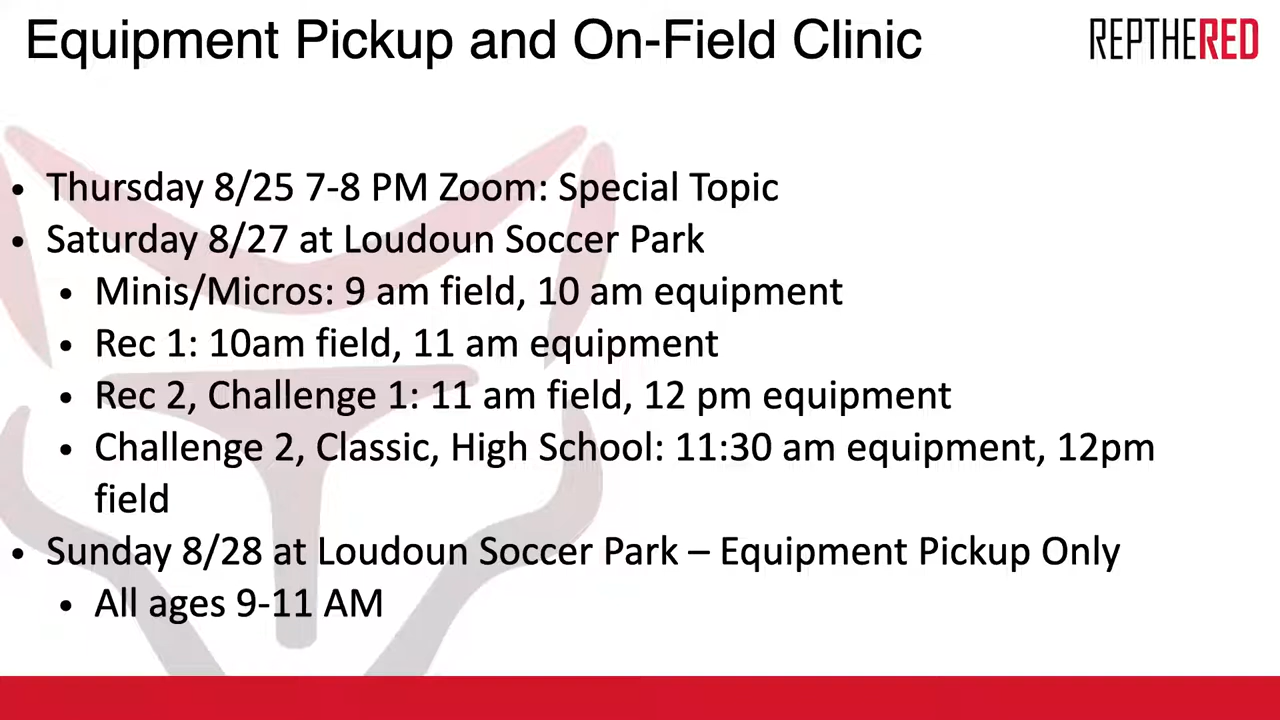 Equipment Pickup and On-Field Clinic
REPTHERED
• Thursday 8/25 7-8 PM Zoom: Special Topic
• Saturday 8/27 at Loudoun Soccer Park
• Minis/Micros: 9 am field, 10 am equipment
• Rec 1: 10am field, 11 am equipment
• Rec 2, Challenge 1: 11 am field, 12 pm equipment
• Challenge 2, Classic, High School: 11:30 am equipment, 12pm
field
• Sunday 8/28 at Loudoun Soccer Park – Equipment Pickup Only
• All ages 9-11 AM